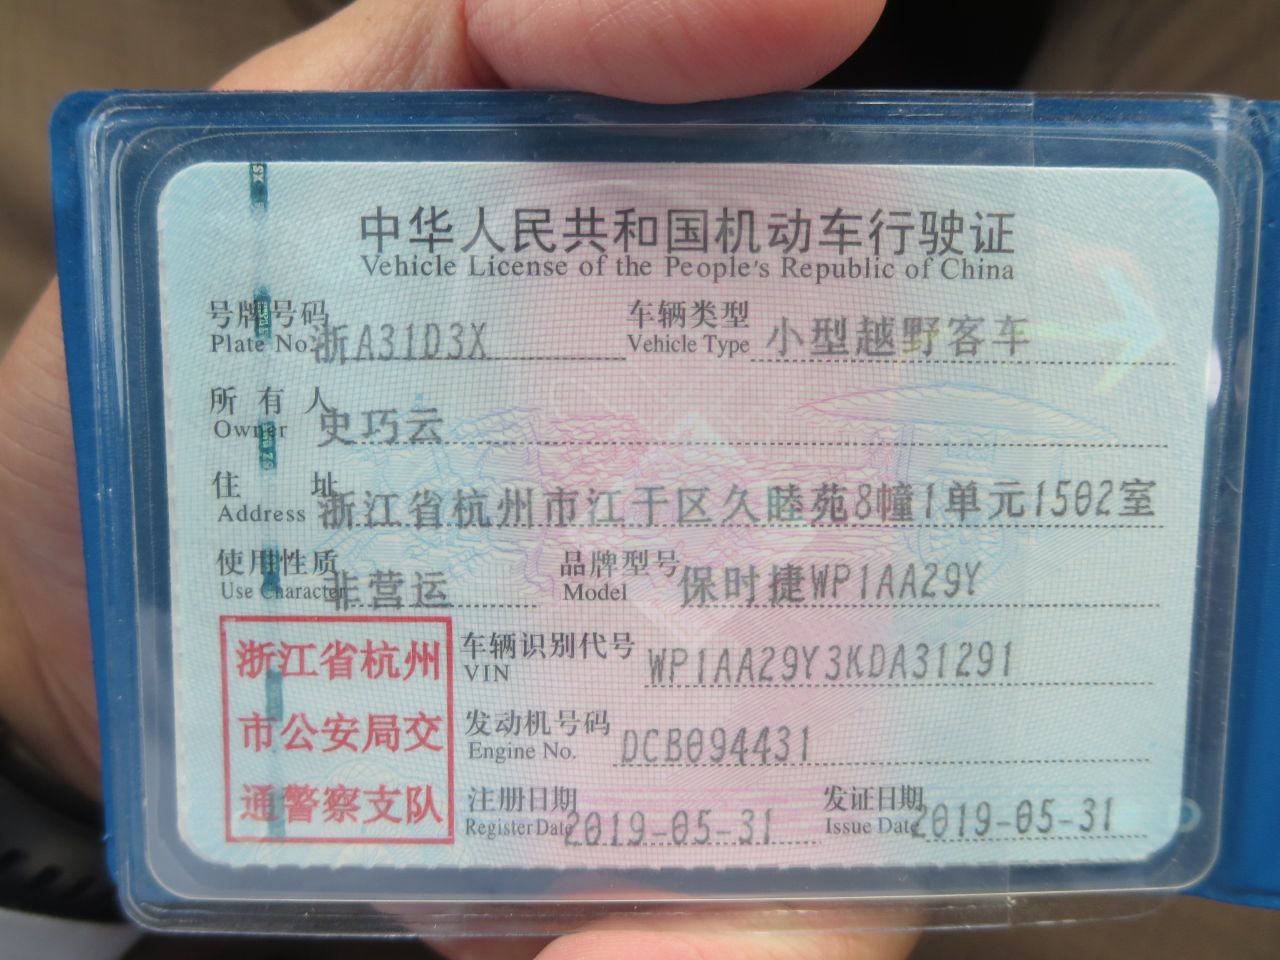 中华人民共和国机动车行驶证
Vehicle License of the People's Republic of China
号牌号码 浙A31D3X 车辆类型 小型越野客车
Plate No. Vehicle Type
所有人 史巧云
Owner
住址 浙江省杭州市江干区久睦苑8幢1单元1502室
Address
使用性质 非营运 品牌型号 保时捷WP1AA29Y
Use Character Model
浙江省杭州
市公安局交
通警察支队
车辆识别代号 WP1AA29Y3KDA31291
VIN
发动机号码 DCB094431
Engine No.
注册日期 2019-05-31 发证日期 2019-05-31
Register Date Issue Date